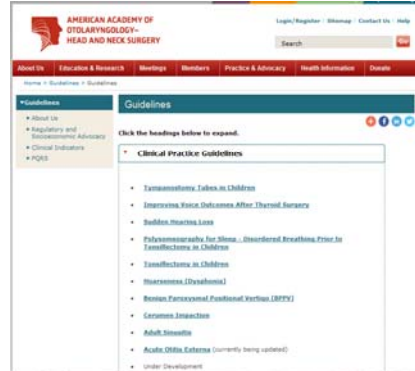 AMERICAN ACADEMY OF
OTOLARYNGOLOGY–
HEAD AND NECK SURGERY
Login/Register Sitemap Contact Us Help
Search
Go
About Us Education & Research Meetings Members Practice & Advocacy Health Information Donate
Home > Guidelines > Guidelines
Guidelines
About Us
Regulatory and
Socioeconomic Advocacy
Clinical Indicators
PQRS
Guidelines
Click the headings below to expand.
Clinical Practice Guidelines
Tympanostomy Tubes in Children
Improving Voice Outcomes After Thyroid Surgery
Sudden Hearing Loss
Polysomnography for Sleep - Disordered Breathing Prior to
Tonsillectomy in Children
Tonsillectomy in Children
Hoarseness (Dysphonia)
Benign Paroxysmal Positional Vertigo (BPPV)
Cerumen Impaction
Adult Sinusitis
Acute Otitis Externa (currently being updated)
Under Development